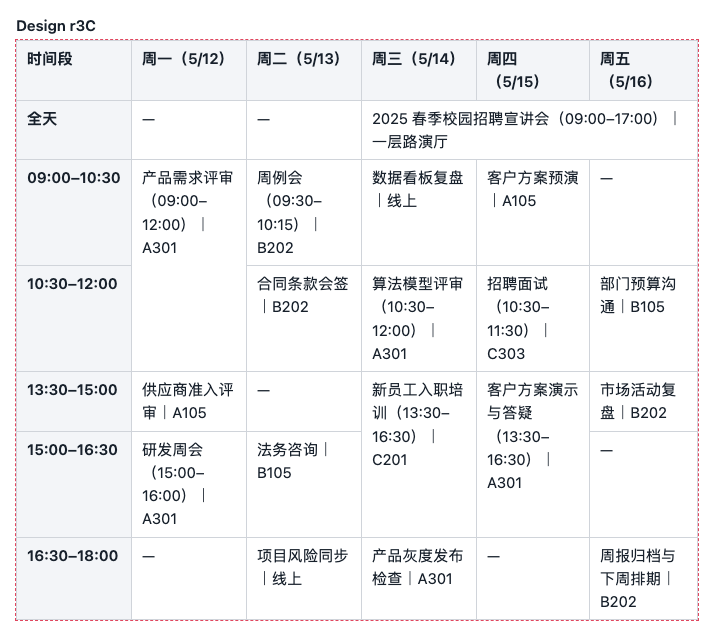 Design r3C
时间段
周一（5/12）
周二（5/13）
周三（5/14）
周四
（5/15）
周五
（5/16）
全天
—
—
2025 春季校园招聘宣讲会（09:00–17:00）｜
一层路演厅
09:00–10:30
产品需求评审
（09:00–
12:00）｜
A301
周例会
（09:30–
10:15）｜
B202
数据看板复盘
｜线上
客户方案预演
｜A105
—
10:30–12:00
合同条款会签
｜B202
算法模型评审
（10:30–
12:00）｜
A301
招聘面试
（10:30–
11:30）｜
C303
部门预算沟
通｜B105
13:30–15:00
供应商准入评
审｜A105
—
新员工入职培
训（13:30–
16:30）｜
C201
客户方案演示
与答疑
（13:30–
16:30）｜
A301
市场活动复
盘｜B202
15:00–16:30
研发周会
（15:00–
16:00）｜
A301
法务咨询｜
B105
—
16:30–18:00
—
项目风险同步
｜线上
产品灰度发布
检查｜A301
—
周报归档与
下周排期｜
B202